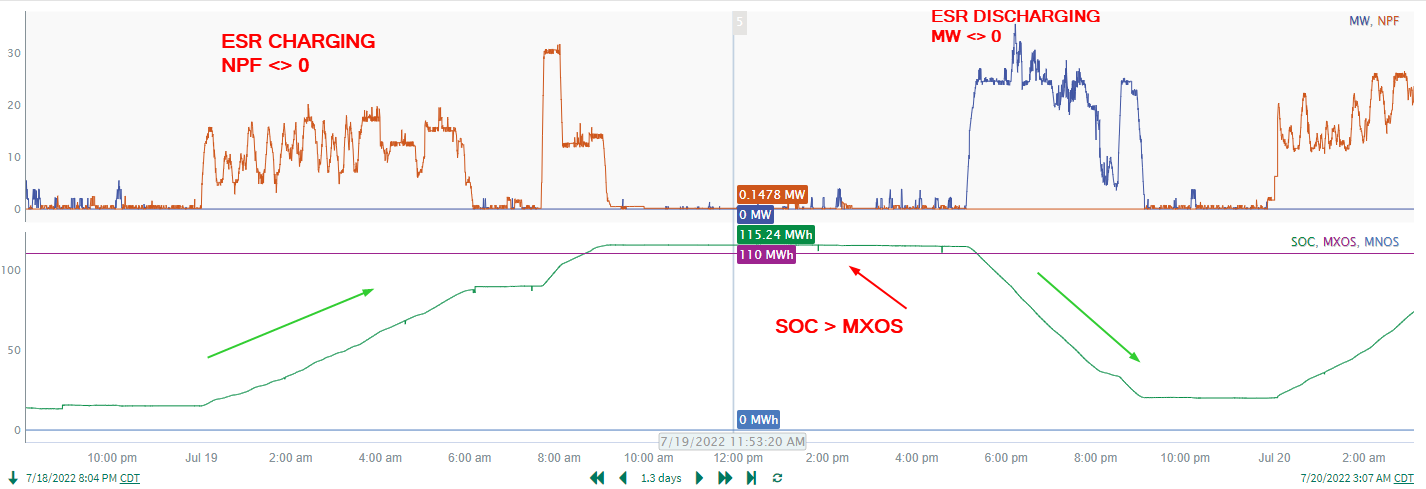 5
ESR DISCHARGING
MW <> 0
MW, NPF
ESR CHARGING
NPF <> 0
30
20
10
0
0.1478 MW
0 MW
115.24 MWh
110 MWh
SOC, MXOS, MNOS
100
50
0
SOC > MXOS
0 MWh
7/19/2022 11:53:20 AM
10:00 pm Jul 19 2:00 am 4:00 am 6:00 am 8:00 am 10:00 am 12:00 pm 2:00 pm 4:00 pm 6:00 pm 8:00 pm 10:00 pm Jul 20 2:00 am
7/18/2022 8:04 PM CDT 1.3 days 7/20/2022 3:07 AM CDT